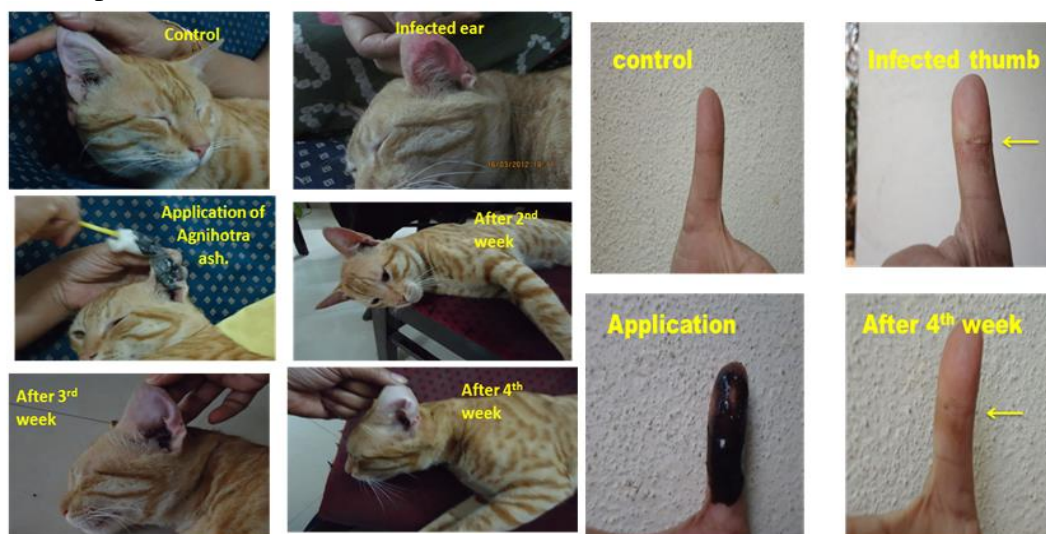 Control
Infected ear
Application of
Agnihotra
ash.
After 2nd
week
After 3rd
week
After 4th
week
control
Infected thumb
Application
After 4th week